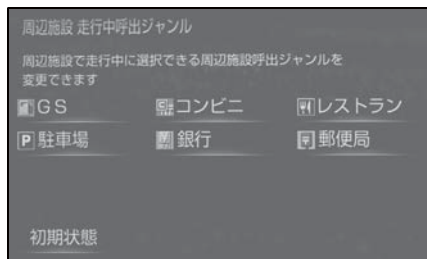 周辺施設 走行中呼出ジャンル
周辺施設で走行中に選択できる周辺施設呼出ジャンルを
変更できます
GS コンビニ レストラン
P 駐車場 銀行 郵便局
初期状態